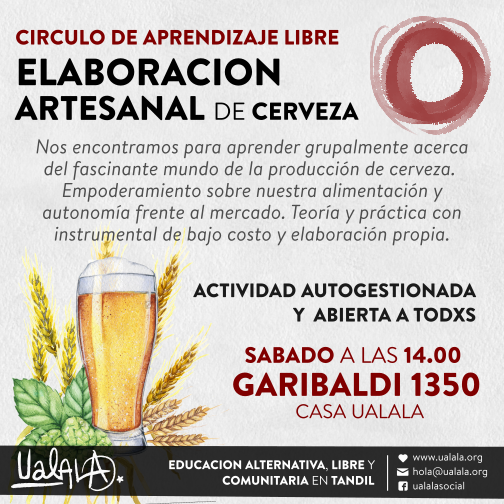 CIRCULO DE APRENDIZAJE LIBRE
ELABORACION
ARTESANAL DE CERVEZA
Nos encontramos para aprender grupalmente acerca
del fascinante mundo de la producción de cerveza.
Empoderamiento sobre nuestra alimentación y
autonomía frente al mercado. Teoría y práctica con
instrumental de bajo costo y elaboración propia.
ACTIVIDAD AUTOGESTIONADA
Y ABIERTA A TODXS
SABADO A LAS 14.00
GARIBALDI 1350
CASA UALALA
UALALA
EDUCACION ALTERNATIVA, LIBRE Y
COMUNITARIA EN TANDIL
www.ualala.org
hola@ualala.org
ualalasocial